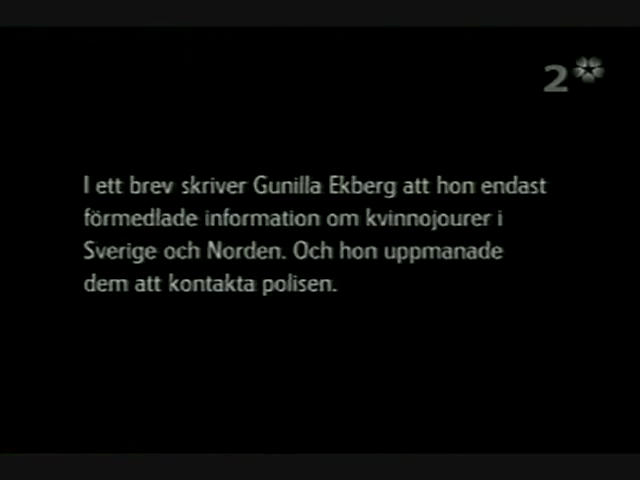 2
I ett brev skriver Gunilla Ekberg att hon endast
förmedlade information om kvinnojourer i
Sverige och Norden. Och hon uppmanade
dem att kontakta polisen.